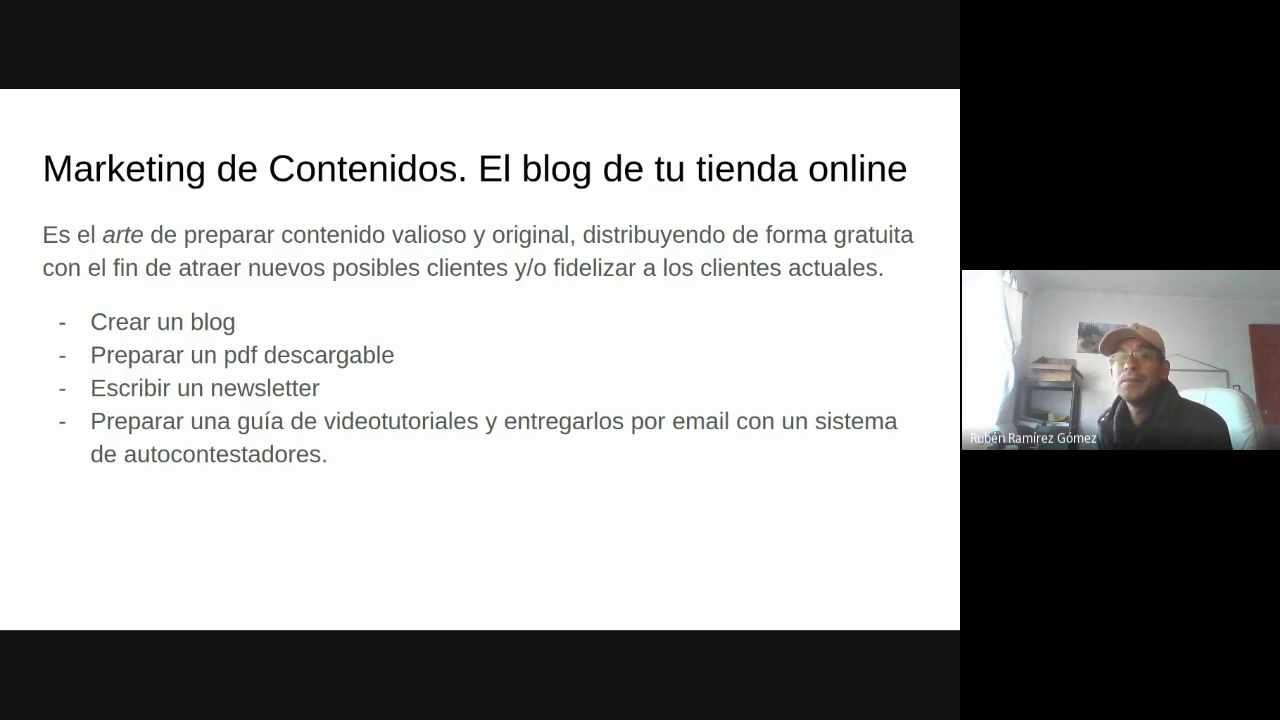 Marketing de Contenidos. El blog de tu tienda online
Es el arte de preparar contenido valioso y original, distribuyendo de forma gratuita
con el fin de atraer nuevos posibles clientes y/o fidelizar a los clientes actuales.
- Crear un blog
- Preparar un pdf descargable
- Escribir un newsletter
- Preparar una guía de videotutoriales y entregarlos por email con un sistema
de autocontestadores.
Rubén Ramírez Gómez